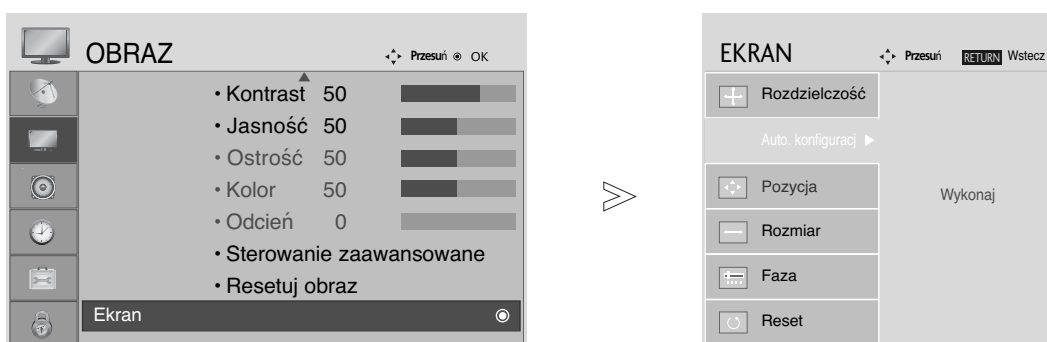 OBRAZ
Przesuń OK
• Kontrast 50
• Jasność 50
• Ostrość 50
• Kolor 50
• Odcień 0
• Sterowanie zaawansowane
• Resetuj obraz
Ekran
EKRAN
Przesuń RETURN Wstecz
Rozdzielczość
Auto. konfiguracj ▶
Pozycja
Wykonaj
Rozmiar
Faza
Reset